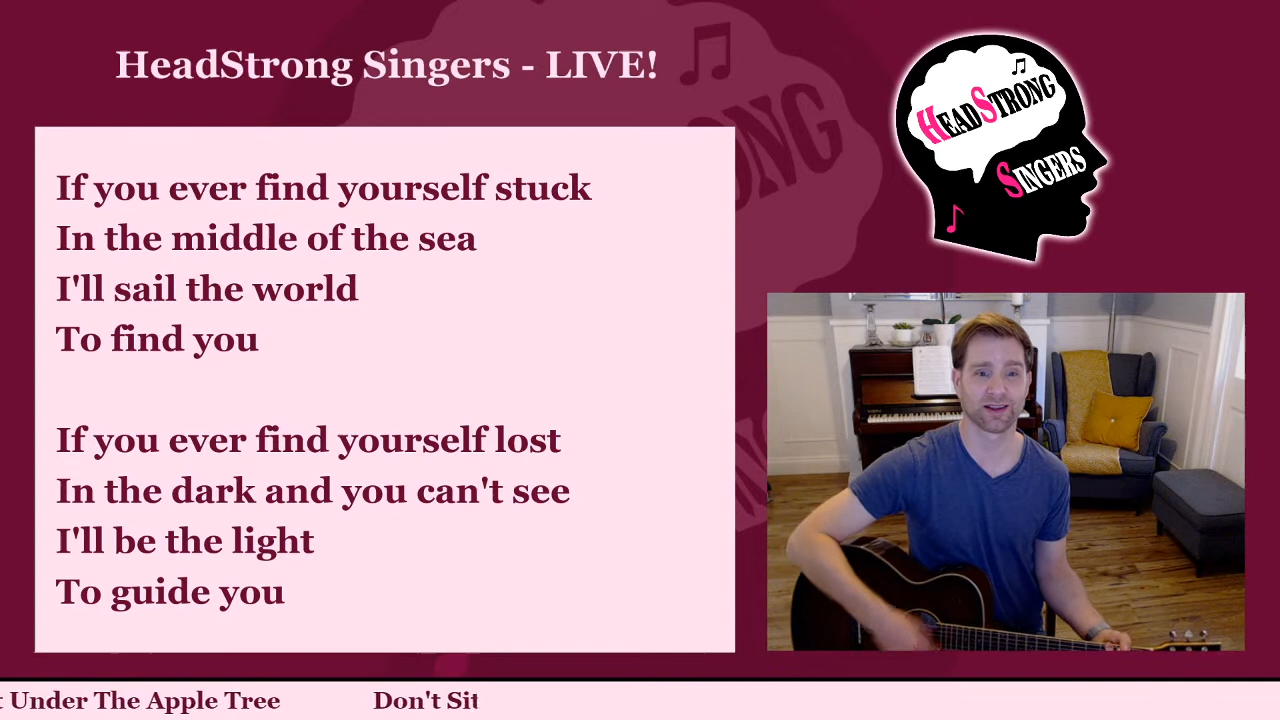 HeadStrong Singers - LIVE!
HEADSTRONG
SINGERS
If you ever find yourself stuck
In the middle of the sea
I'll sail the world
To find you
If you ever find yourself lost
In the dark and you can't see
I'll be the light
To guide you
t Under The Apple Tree Don't Sit